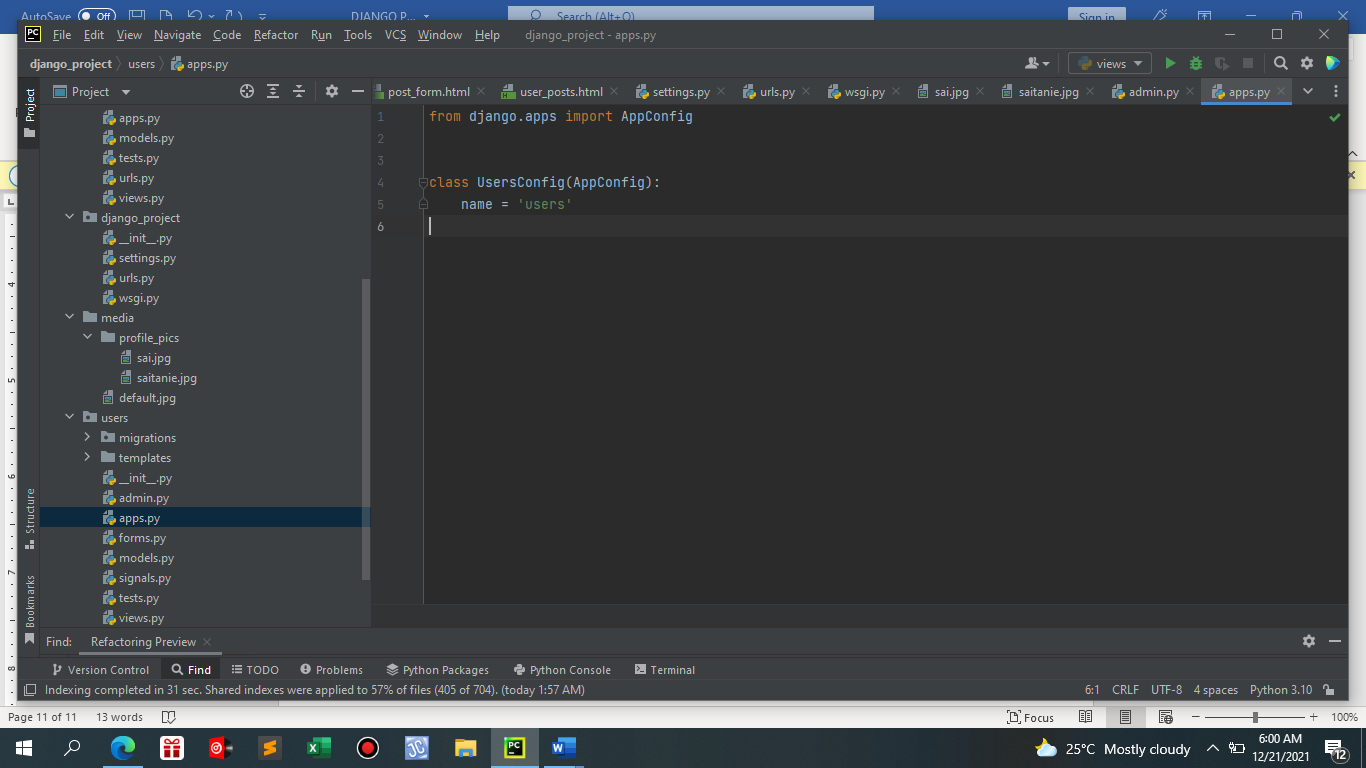 AutoSave Off DJANGO P... Search (Alt+Q) Sign in
PC File Edit View Navigate Code Refactor Run Tools VCS Window Help django_project - apps.py
django_project users apps.py views
Project post_form.html user_posts.html settings.py urls.py wsgi.py sai.jpg saitanie.jpg admin.py apps.py
Project
apps.py
models.py
tests.py
urls.py
views.py
django_project
__init__.py
settings.py
urls.py
wsgi.py
media
profile_pics
sai.jpg
saitanie.jpg
default.jpg
users
migrations
templates
__init__.py
admin.py
apps.py
forms.py
models.py
signals.py
tests.py
views.py
Structure
Bookmarks
1 from django.apps import AppConfig
2
3
4 class UsersConfig(AppConfig):
5 name = 'users'
6
4
5
6
7
8
Find: Refactoring Preview
Version Control Find TODO Problems Python Packages Python Console Terminal
Indexing completed in 31 sec. Shared indexes were applied to 57% of files (405 of 704). (today 1:57 AM) 6:1 CRLF UTF-8 4 spaces Python 3.10
Page 11 of 11 13 words Focus 100%
JC PC 25°C Mostly cloudy 6:00 AM
12/21/2021 12